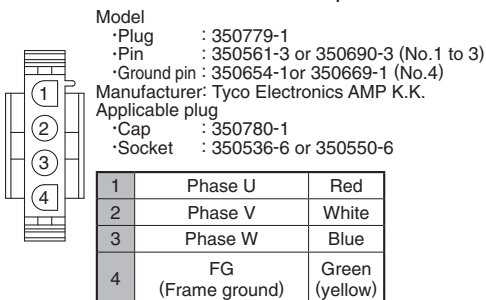 Model
·Plug : 350779-1
·Pin : 350561-3 or 350690-3 (No.1 to 3)
·Ground pin : 350654-1or 350669-1 (No.4)
Manufacturer: Tyco Electronics AMP K.K.
Applicable plug
·Cap : 350780-1
·Socket : 350536-6 or 350550-6
1
2
3
4
1 Phase U Red
2 Phase V White
3 Phase W Blue
4 FG (Frame ground) Green (yellow)